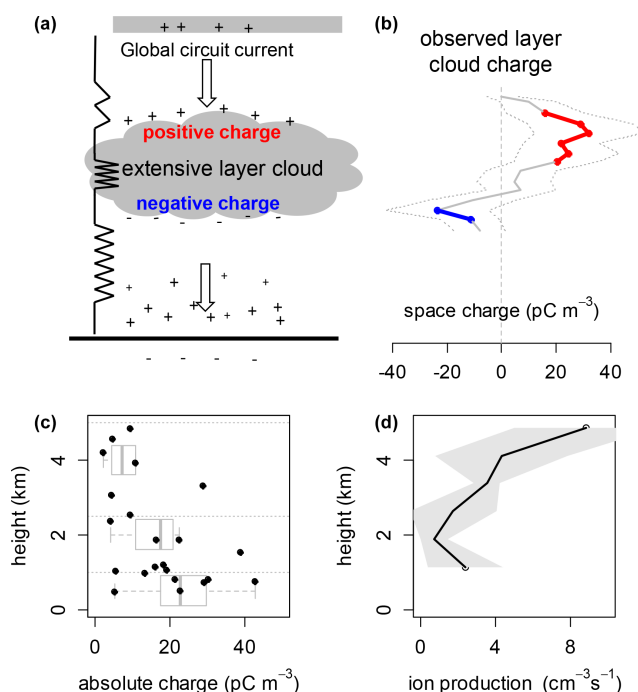 (a)
+ + + +
Global circuit current
+ + + + + + +
positive charge
extensive layer cloud
negative charge
- - - - - -
+ + +
+ + + + +
+ + + +
- - - - -
(b)
observed layer
cloud charge
space charge (pC m⁻³)
-40 -20 0 20 40
(c)
height (km)
0 2 4
0 20 40
absolute charge (pC m⁻³)
(d)
height (km)
0 2 4
0 4 8
ion production (cm⁻³s⁻¹)